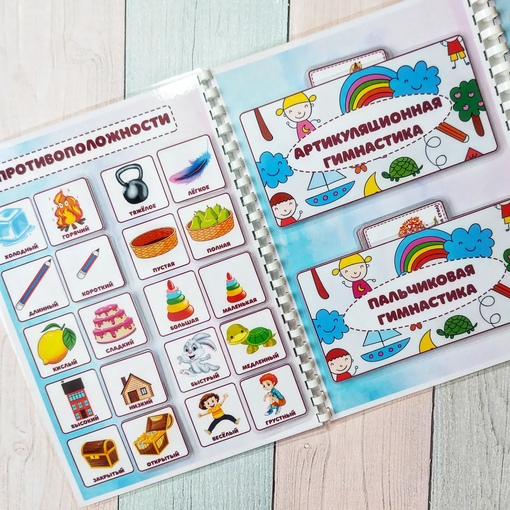 ПРОТИВОПОЛОЖНОСТИ
ХОЛОДНЫЙ
ГОРЯЧИЙ
ТЯЖЁЛОЕ
ЛЁГКОЕ
ДЛИННЫЙ
КОРОТКИЙ
ПУСТАЯ
ПОЛНАЯ
КИСЛЫЙ
СЛАДКИЙ
БОЛЬШАЯ
МАЛЕНЬКАЯ
ВЫСОКИЙ
НИЗКИЙ
БЫСТРЫЙ
МЕДЛЕННЫЙ
ЗАКРЫТЫЙ
ОТКРЫТЫЙ
ВЕСЁЛЫЙ
ГРУСТНЫЙ
АРТИКУЛЯЦИОННАЯ
ГИМНАСТИКА
ПАЛЬЧИКОВАЯ
ГИМНАСТИКА